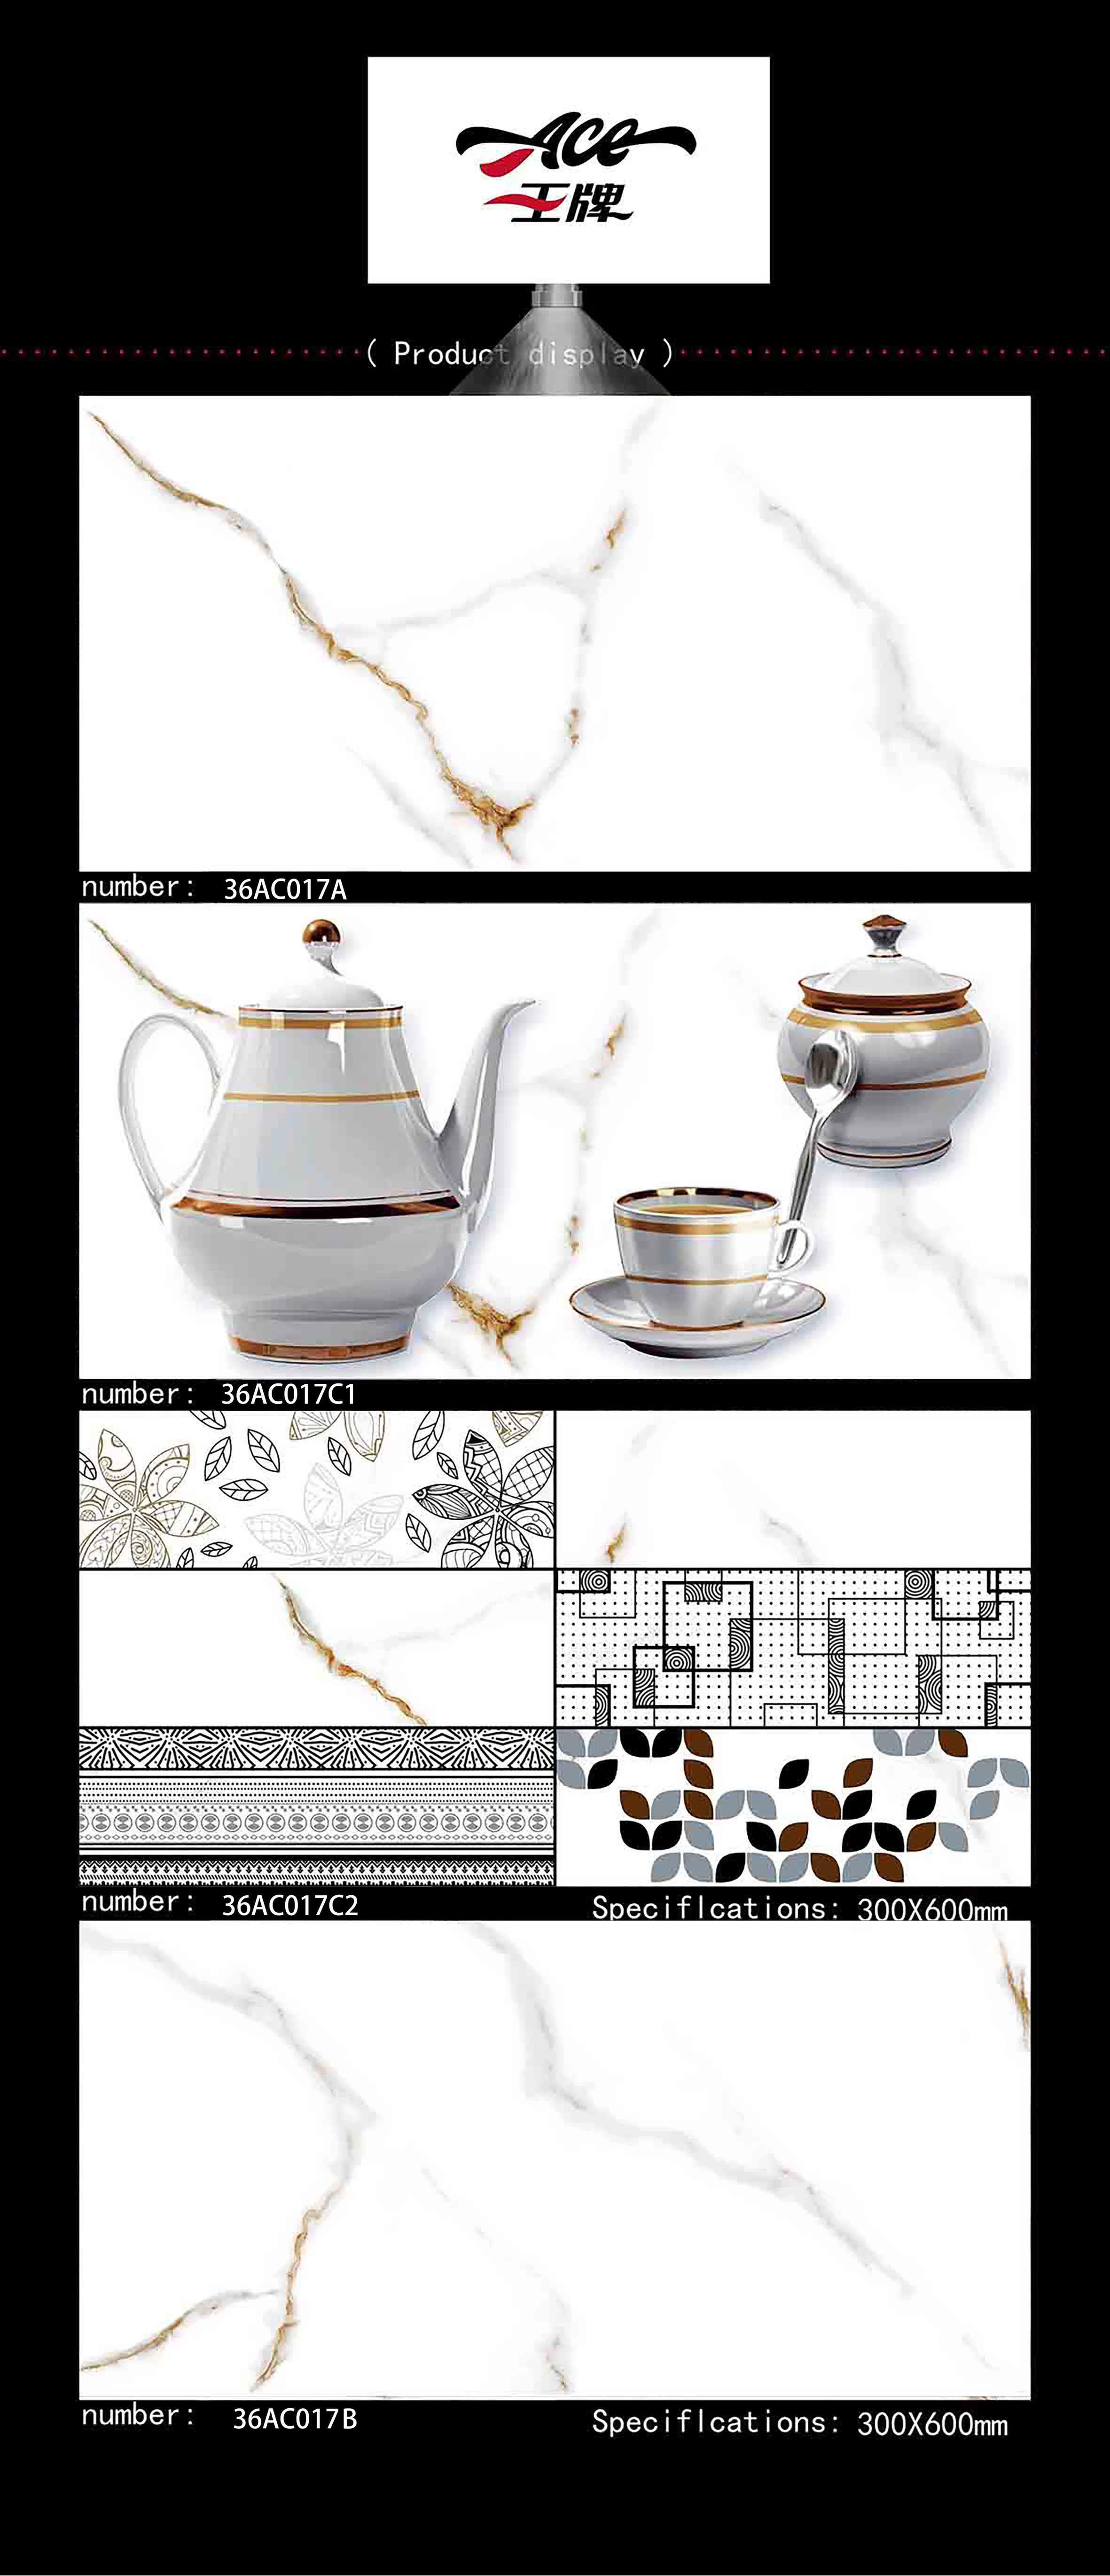 Ace
王牌
( Product display )
number: 36AC017A
number: 36AC017C1
number: 36AC017C2
Speciflcations: 300X600mm
number: 36AC017B
Speciflcations: 300X600mm